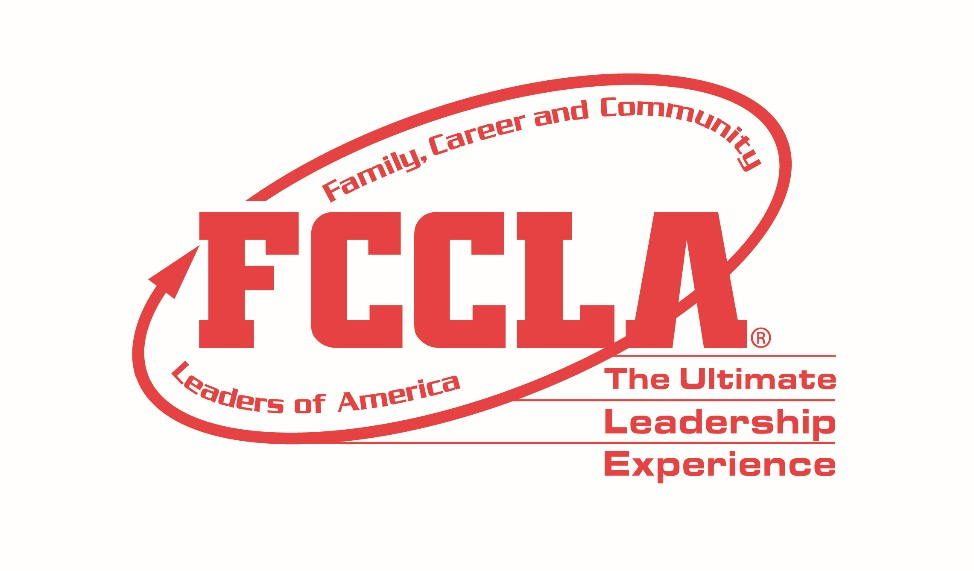 Family, Career and Community
FCCLA®
Leaders of America
The Ultimate
Leadership
Experience